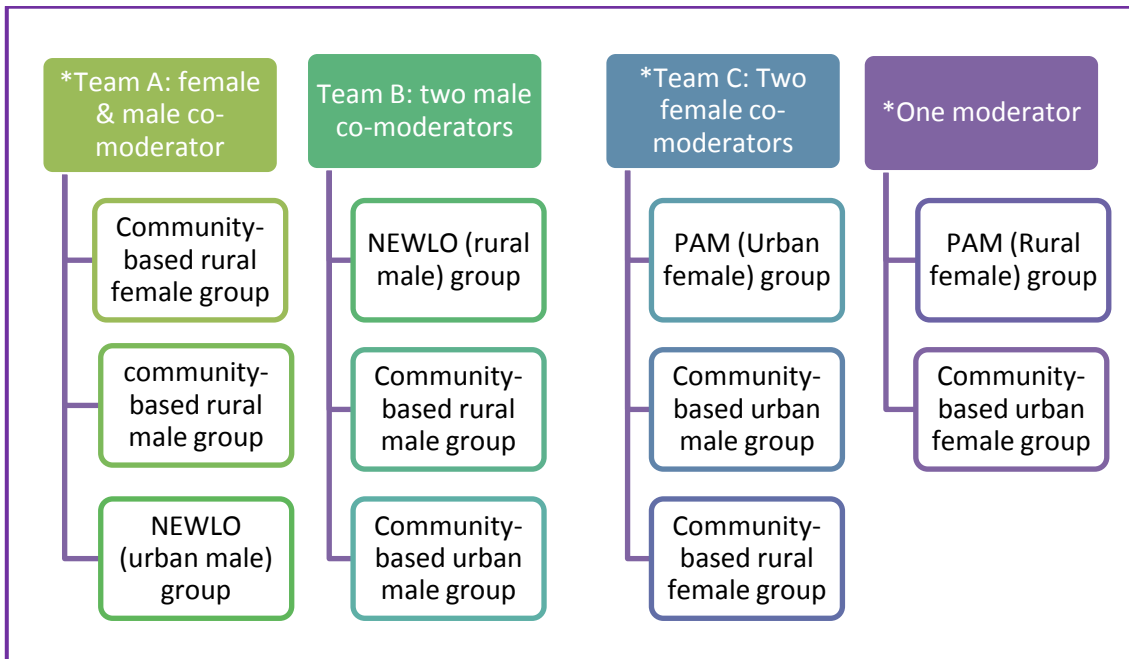 *Team A: female
& male co-
moderator
Community-
based rural
female group
community-
based rural
male group
NEWLO
(urban male)
group
Team B: two male
co-moderators
NEWLO (rural
male) group
Community-
based rural
male group
Community-
based urban
male group
*Team C: Two
female co-
moderators
PAM (Urban
female) group
Community-
based urban
male group
Community-
based rural
female group
*One moderator
PAM (Rural
female) group
Community-
based urban
female group